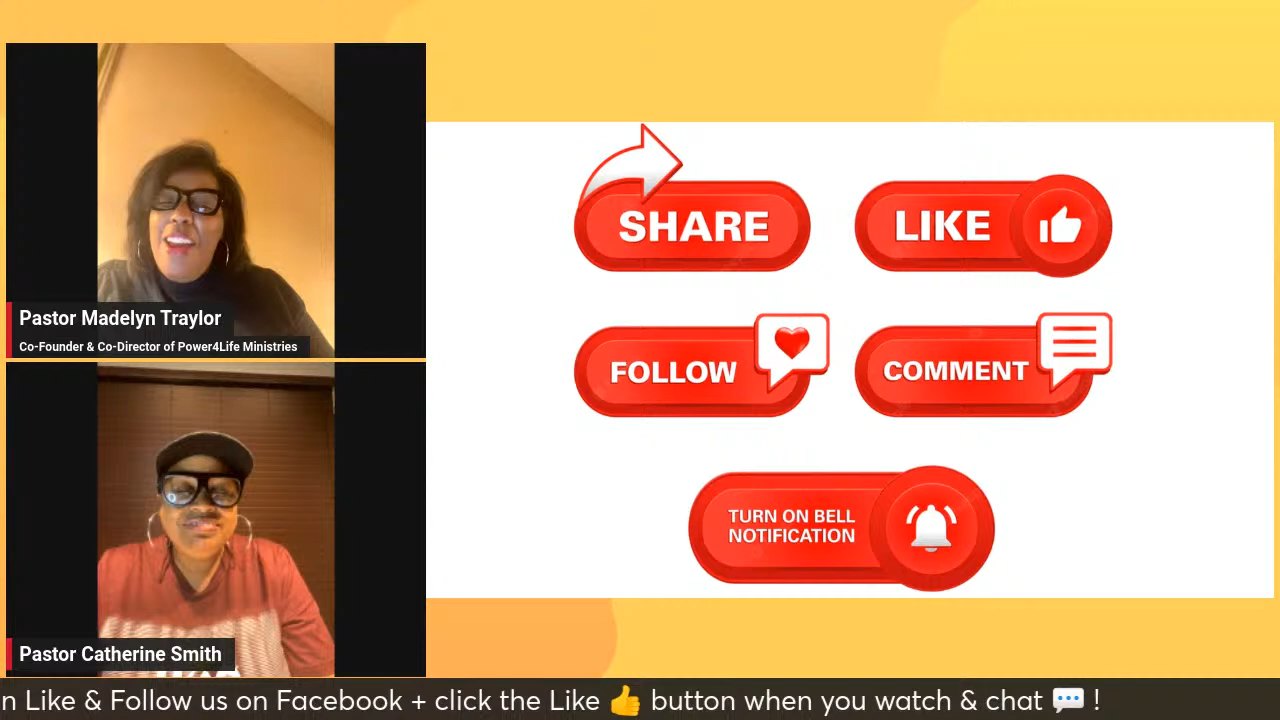 SHARE
LIKE
Pastor Madelyn Traylor
Co-Founder & Co-Director of Power4Life Ministries
FOLLOW
COMMENT
TURN ON BELL
NOTIFICATION
Pastor Catherine Smith
n Like & Follow us on Facebook + click the Like 👍 button when you watch & chat 💬 !